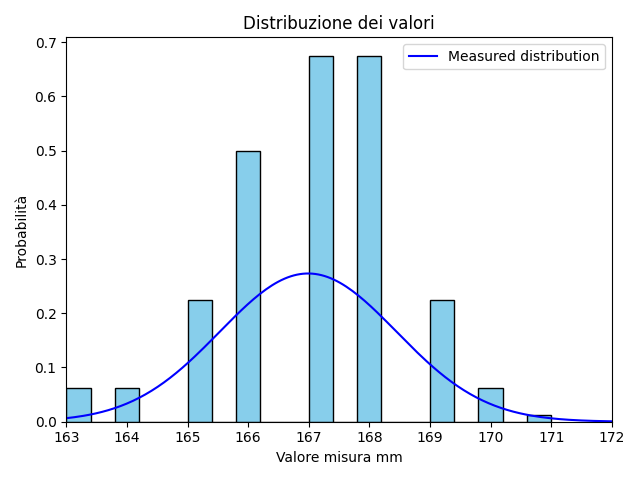 Distribuzione dei valori
Measured distribution
Probabilità
0.7
0.6
0.5
0.4
0.3
0.2
0.1
0.0
163 164 165 166 167 168 169 170 171 172
Valore misura mm